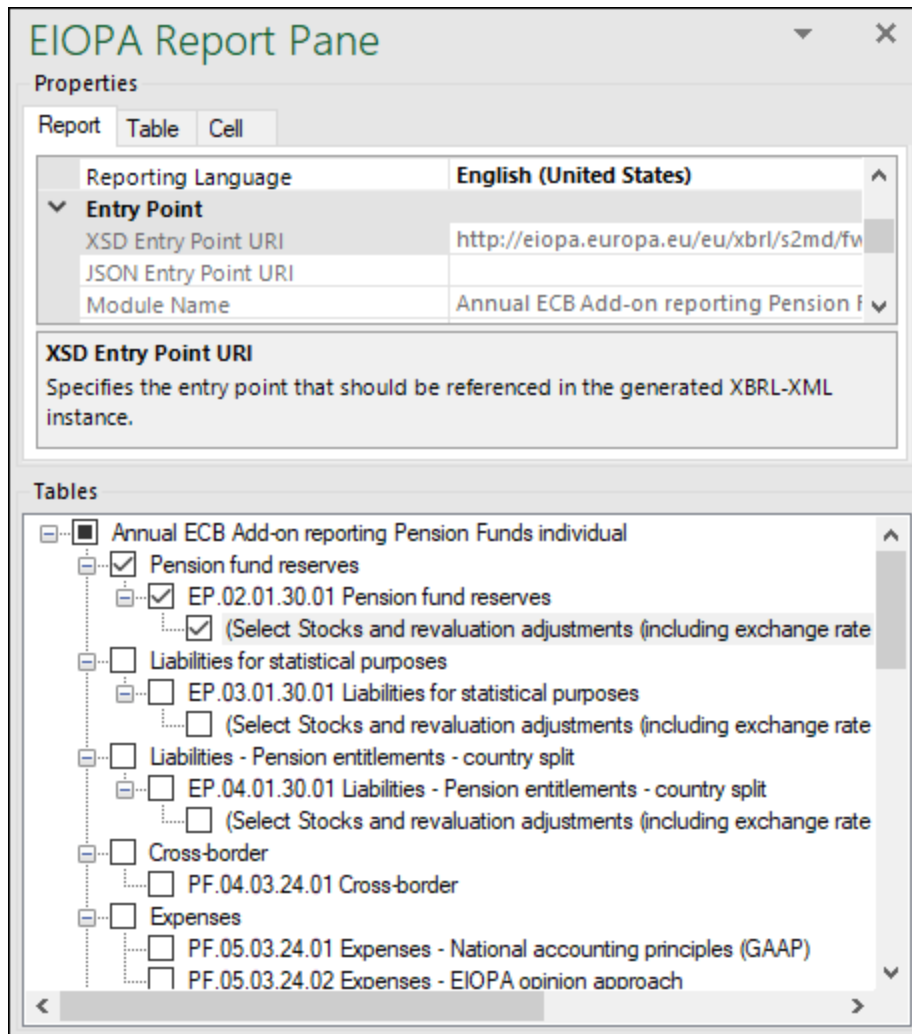 EIOPA Report Pane
Properties
Report Table Cell
Reporting Language English (United States)
Entry Point
XSD Entry Point URI http://eiopa.europa.eu/eu/xbrl/s2md/fw
JSON Entry Point URI
Module Name Annual ECB Add-on reporting Pension F
XSD Entry Point URI
Specifies the entry point that should be referenced in the generated XBRL-XML
instance.
Tables
Annual ECB Add-on reporting Pension Funds individual
Pension fund reserves
EP.02.01.30.01 Pension fund reserves
(Select Stocks and revaluation adjustments (including exchange rate
Liabilities for statistical purposes
EP.03.01.30.01 Liabilities for statistical purposes
(Select Stocks and revaluation adjustments (including exchange rate
Liabilities - Pension entitlements - country split
EP.04.01.30.01 Liabilities - Pension entitlements - country split
(Select Stocks and revaluation adjustments (including exchange rate
Cross-border
PF.04.03.24.01 Cross-border
Expenses
PF.05.03.24.01 Expenses - National accounting principles (GAAP)
PF.05.03.24.02 Expenses - EIOPA opinion approach